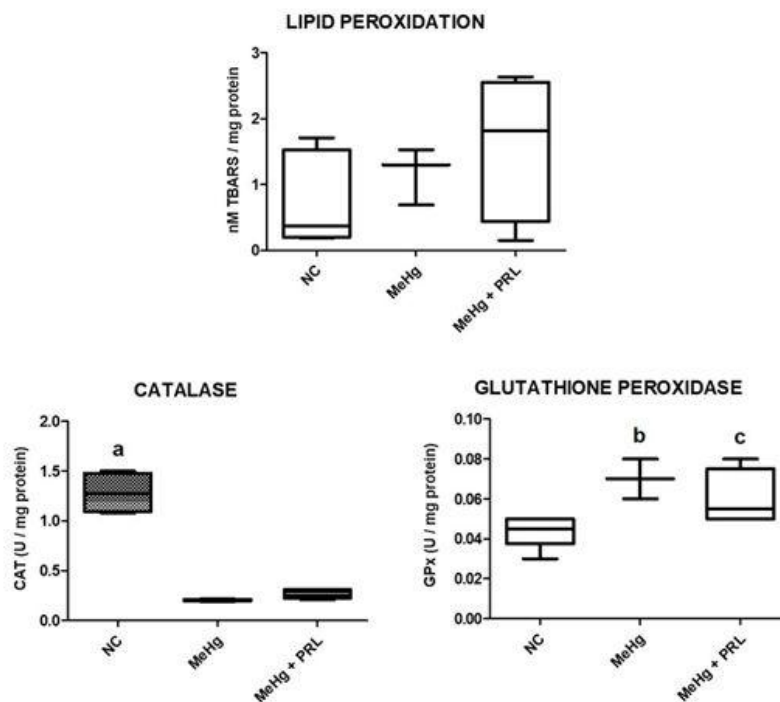 LIPID PEROXIDATION
nM TBARS / mg protein
3
2
1
0
NC
MeHg
MeHg + PRL
CATALASE
CAT (U / mg protein)
2.0
1.5
1.0
0.5
0.0
a
NC
MeHg
MeHg + PRL
GLUTATHIONE PEROXIDASE
GPx (U / mg protein)
0.10
0.08
0.06
0.04
0.02
0.00
b
c
NC
MeHg
MeHg + PRL